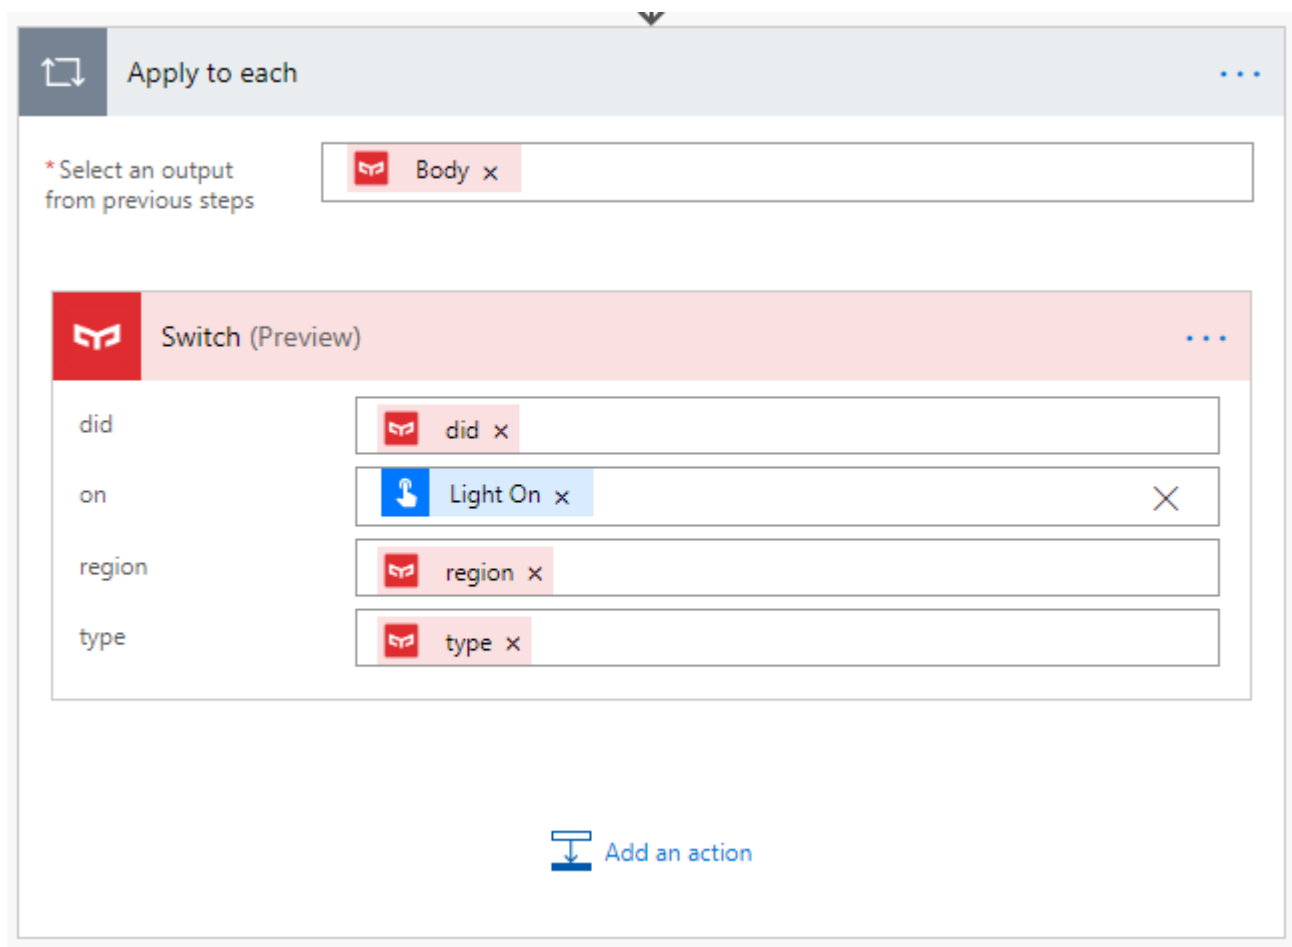 Apply to each
* Select an output
from previous steps
Body ×
Switch (Preview)
did
did ×
on
Light On ×
region
region ×
type
type ×
Add an action